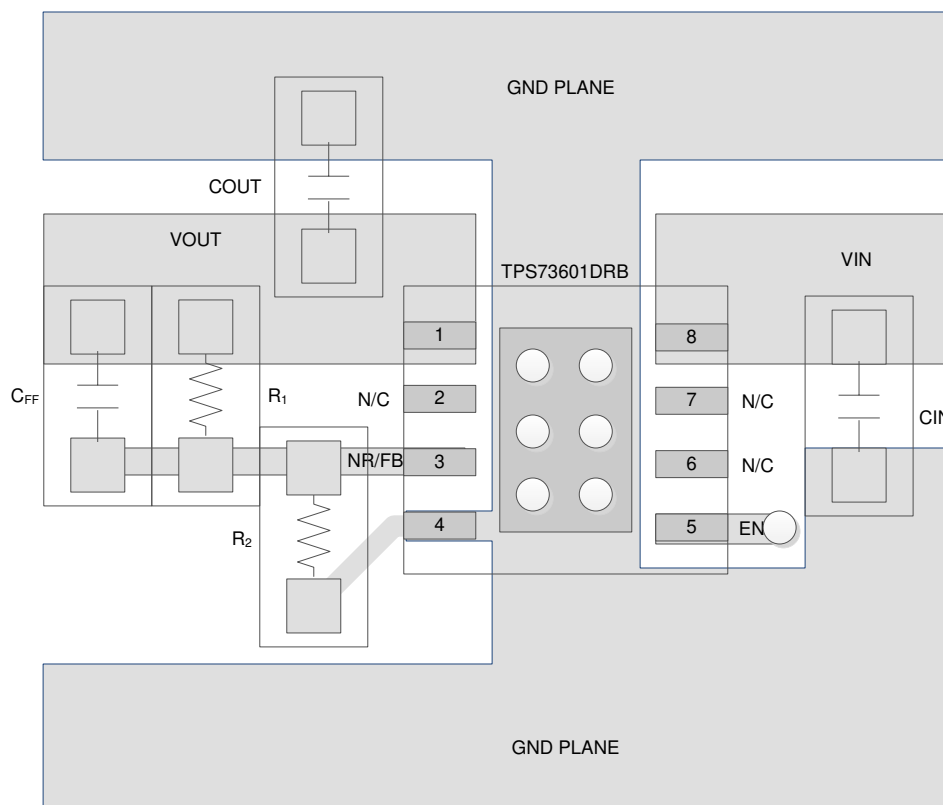 GND PLANE
COUT
VOUT
TPS73601DRB
VIN
1
8
CFF
R1
N/C
2
7
N/C
CIN
NR/FB
3
6
N/C
R2
4
5
EN
GND PLANE